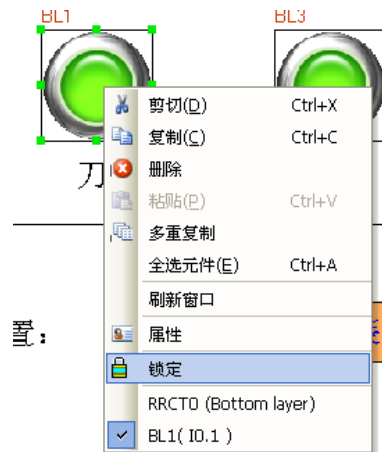 BL1 BL3
剪切(D) Ctrl+X
复制(C) Ctrl+C
删除
粘贴(P) Ctrl+V
多重复制
全选元件(E) Ctrl+A
刷新窗口
置：
属性
锁定
RRCT0 (Bottom layer)
BL1( I0.1 )